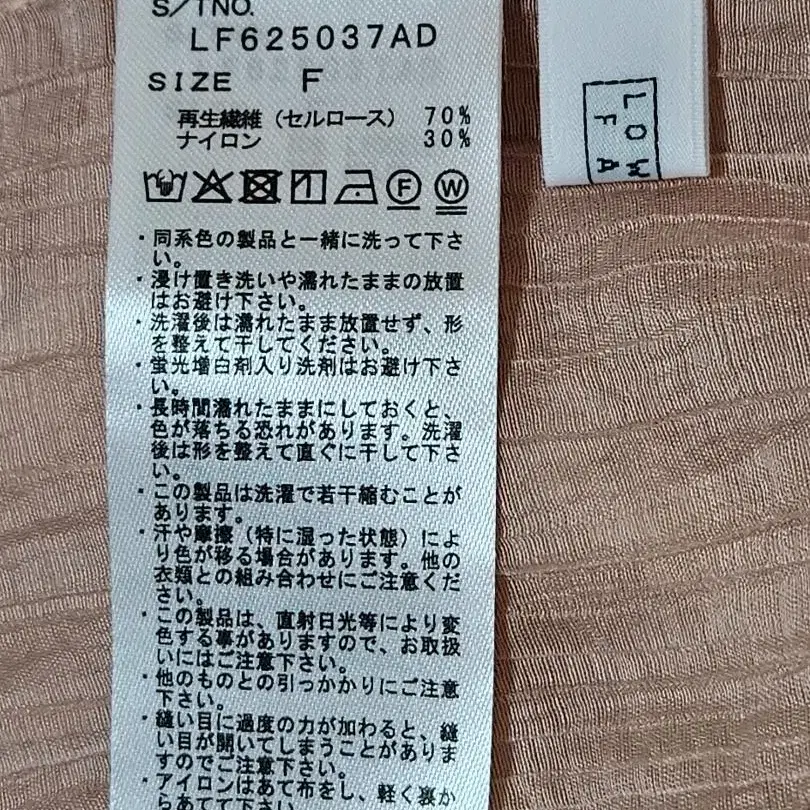 S/TNO.
LF625037AD
SIZE F
再生繊維（セルロース） 70%
ナイロン 30%
F W
・同系色の製品と一緒に洗って下さ
い。
・浸け置き洗いや濡れたままの放置
はお避け下さい。
・洗濯後は濡れたまま放置せず、形
を整えて干してください。
・蛍光増白剤入り洗剤はお避け下さ
い。
・長時間濡れたままにしておくと、
色が落ちる恐れがあります。洗濯
後は形を整えて直ぐに干して下さ
い。
・この製品は洗濯で若干縮むことが
あります。
・汗や摩擦（特に湿った状態）によ
り色が移る場合があります。他の
衣類との組み合わせにご注意くだ
さい。
・この製品は、直射日光等により変
色する事がありますので、お取扱
いにはご注意下さい。
・他のものとの引っかかりにご注意
下さい。
・縫い目に過度の力が加わると、縫
い目が開いてしまうことがありま
すのでご注意下さい。
・アイロンはあて布をし、軽く裏か
らあてて下さい
LOW
FA